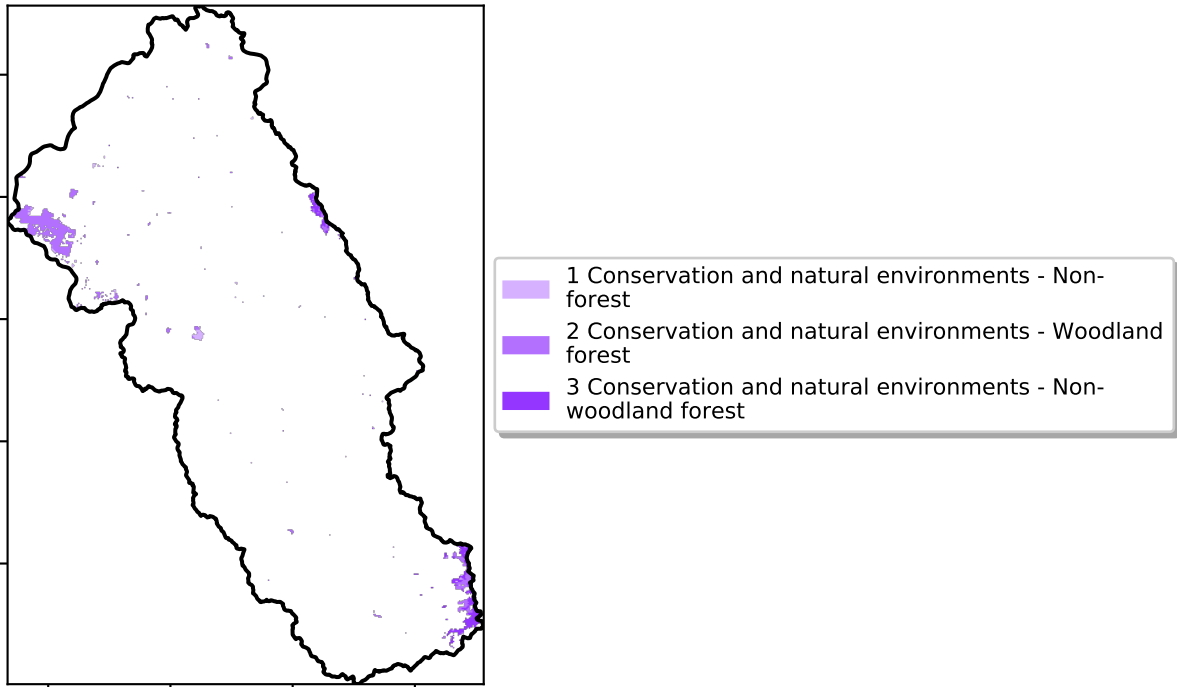 1 Conservation and natural environments - Non-
forest
2 Conservation and natural environments - Woodland
forest
3 Conservation and natural environments - Non-
woodland forest